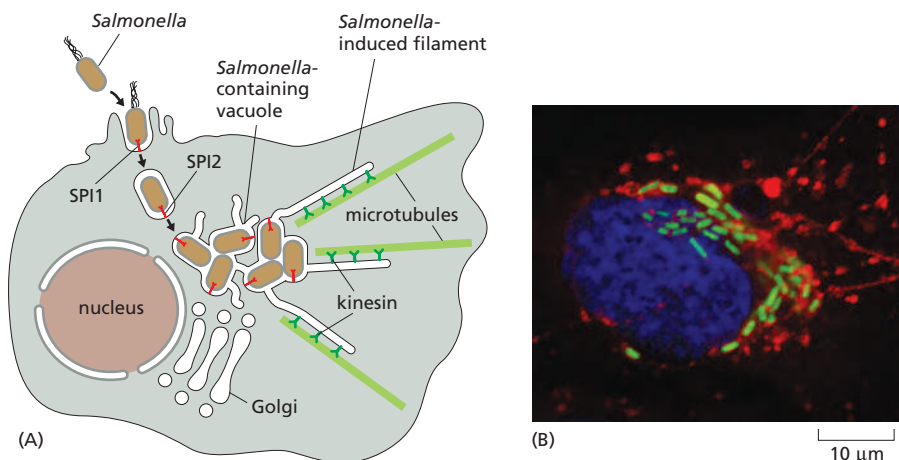 Salmonella
Salmonella-
induced filament
Salmonella-
containing
vacuole
SPI2
SPI1
microtubules
nucleus
kinesin
Golgi
(A)
(B)
10 μm